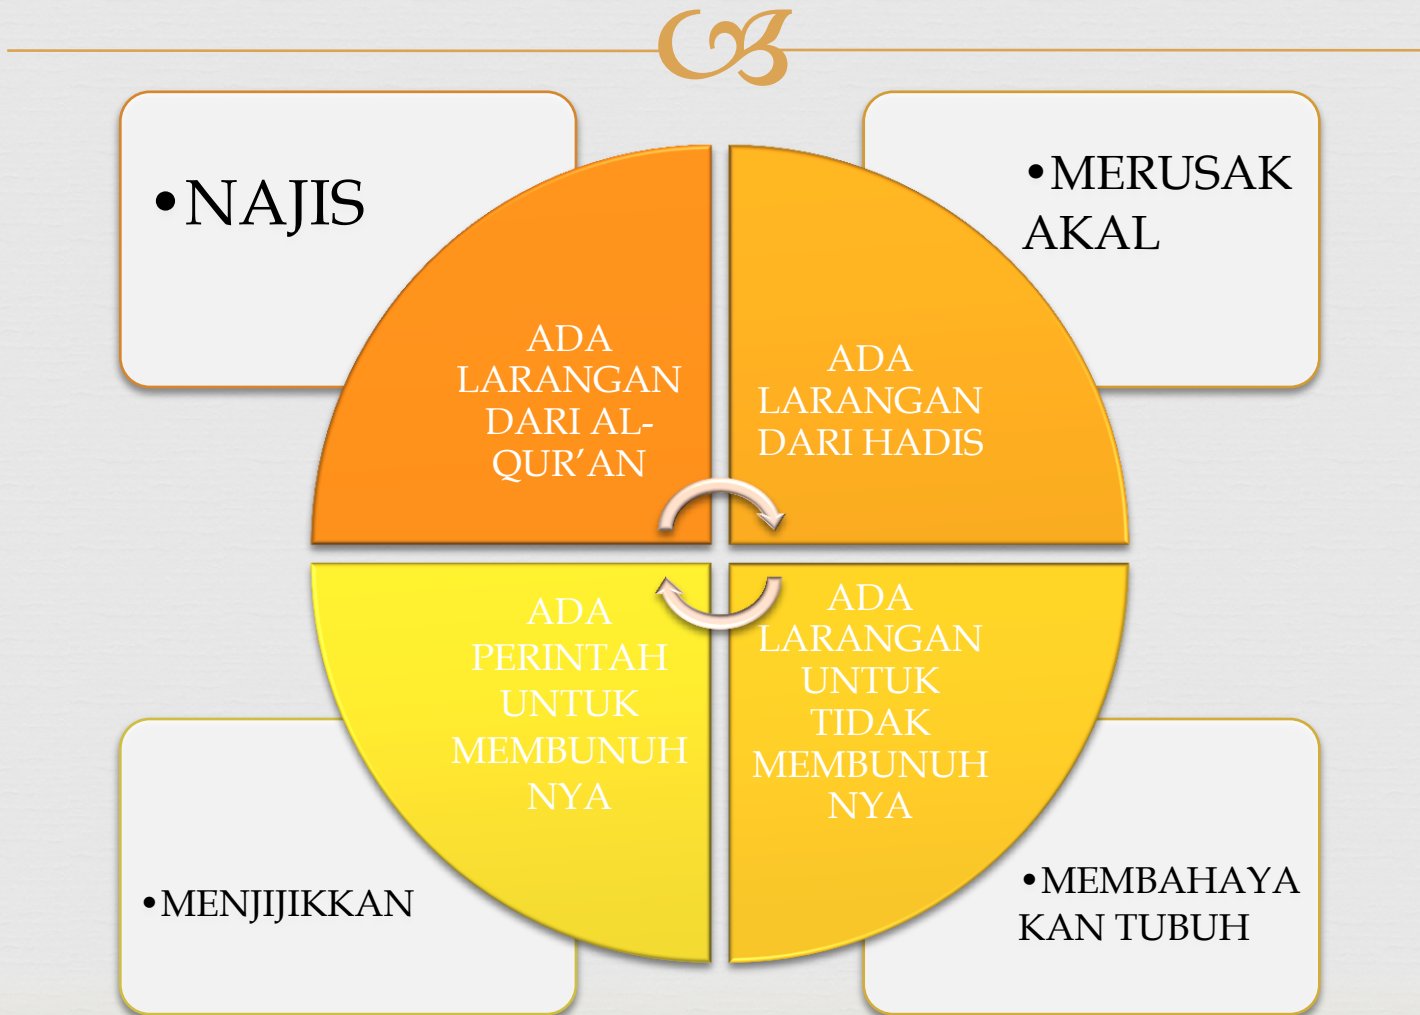 •NAJIS
•MERUSAK
AKAL
ADA
LARANGAN
DARI AL-
QUR’AN
ADA
LARANGAN
DARI HADIS
ADA
PERINTAH
UNTUK
MEMBUNUH
NYA
ADA
LARANGAN
UNTUK
TIDAK
MEMBUNUH
NYA
•MENJIJIKKAN
•MEMBAHAYA
KAN TUBUH